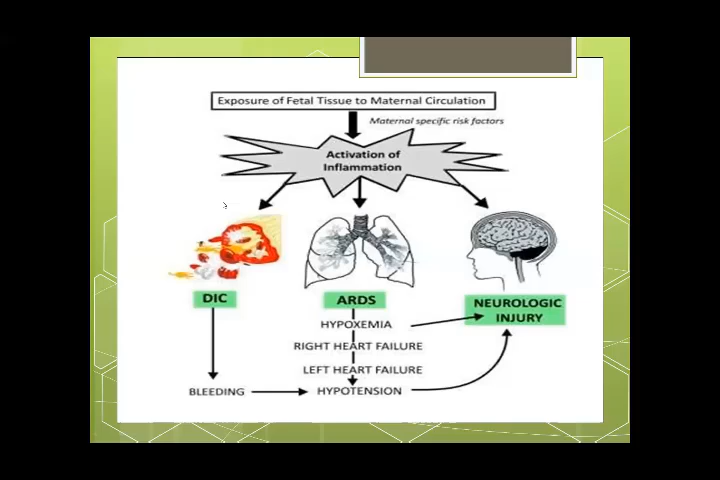 Exposure of Fetal Tissue to Maternal Circulation
Maternal specific risk factors
Activation of
Inflammation
DIC
ARDS
NEUROLOGIC
INJURY
HYPOXEMIA
RIGHT HEART FAILURE
LEFT HEART FAILURE
BLEEDING
HYPOTENSION